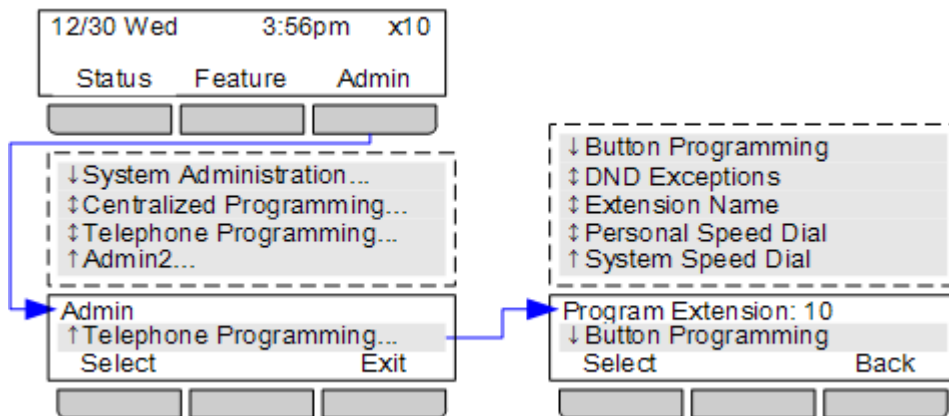 12/30 Wed 3:56pm x10
Status Feature Admin
↓System Administration...
↕Centralized Programming...
↕Telephone Programming...
↑Admin2...
Admin
↑Telephone Programming...
Select Exit
↓Button Programming
↕DND Exceptions
↕Extension Name
↕Personal Speed Dial
↑System Speed Dial
Program Extension: 10
↓Button Programming
Select Back